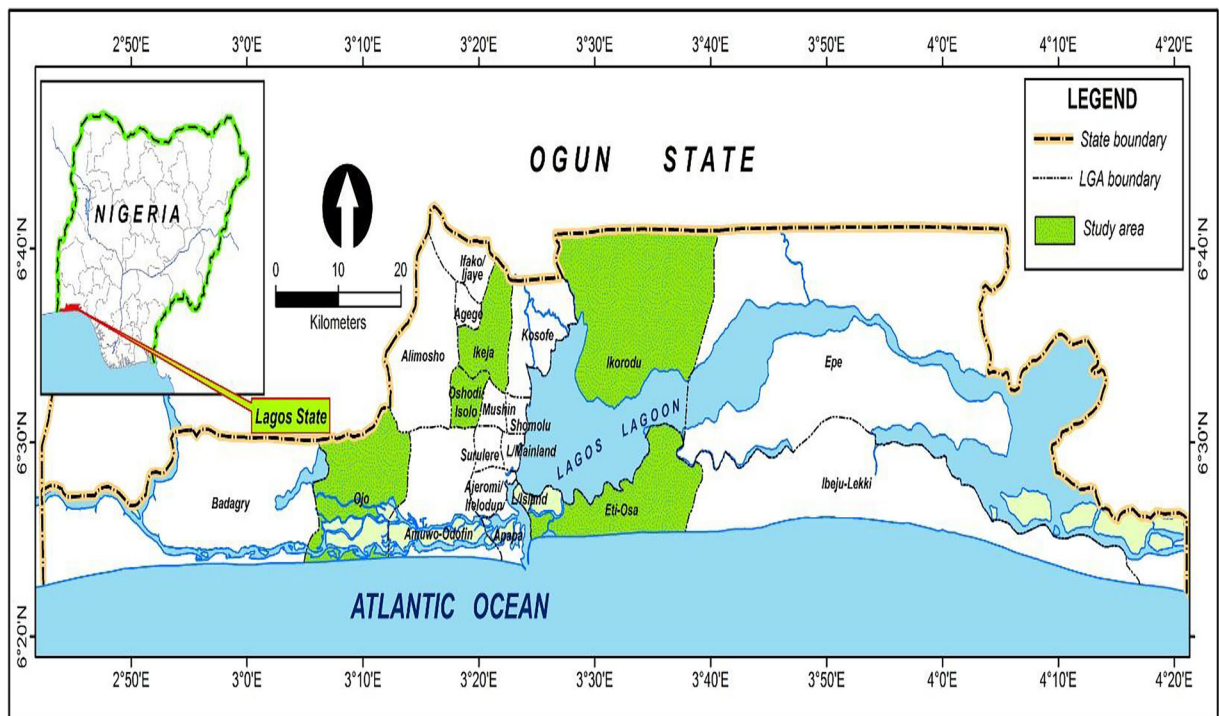 2°50'E 3°0'E 3°10'E 3°20'E 3°30'E 3°40'E 3°50'E 4°0'E 4°10'E 4°20'E
LEGEND
State boundary
LGA boundary
Study area
OGUN STATE
NIGERIA
Lagos State
0 10 20
Kilometers
6°40'N
6°40'N
Ifako/
Ijaye
Agege
Kosofe
Alimosho
Ikeja
Ikorodu
Epe
Oshodi-
Isolo
Mushin
Shomolu
LAGOS LAGOON
6°30'N
6°30'N
Surulere
L/Mainland
Badagry
Ojo
Ajeromi/
Ifelodun
L/Island
Eti-Osa
Ibeju-Lekki
Amuwo-Odofin
Apapa
ATLANTIC OCEAN
6°20'N
6°20'N
2°50'E 3°0'E 3°10'E 3°20'E 3°30'E 3°40'E 3°50'E 4°0'E 4°10'E 4°20'E